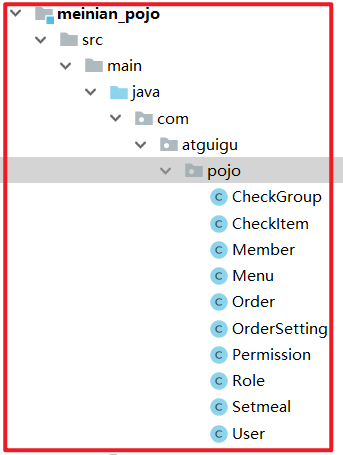 meinian_pojo
src
main
java
com
atguigu
pojo
C CheckGroup
C CheckItem
C Member
C Menu
C Order
C OrderSetting
C Permission
C Role
C Setmeal
C User